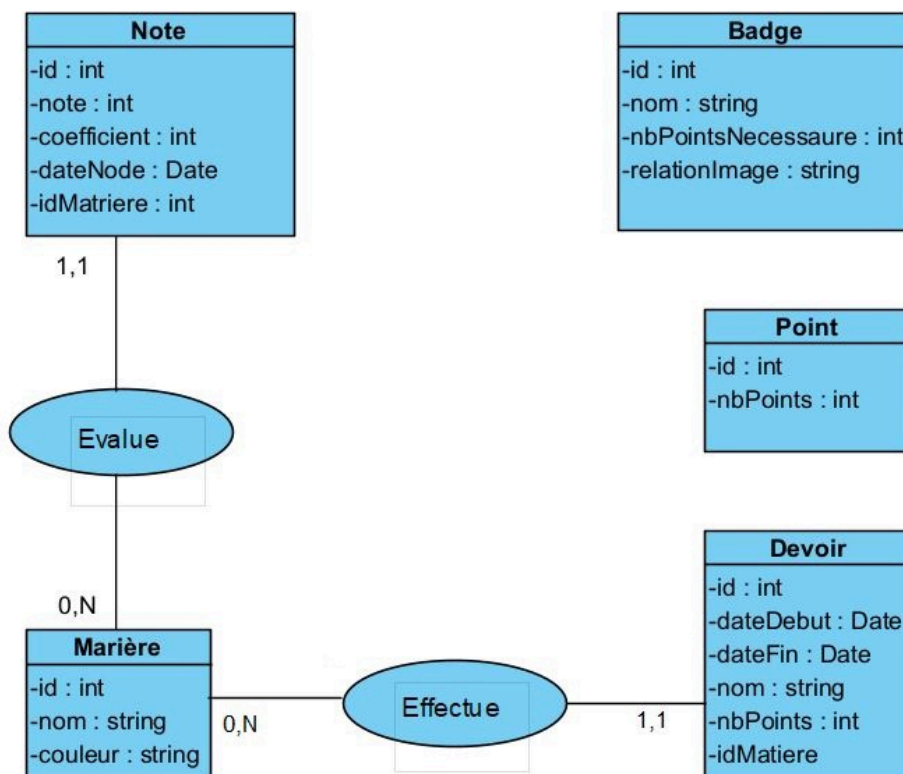 Note
-id : int
-note : int
-coefficient : int
-dateNode : Date
-idMatriere : int
Badge
-id : int
-nom : string
-nbPointsNecessaure : int
-relationImage : string
1,1
Point
-id : int
-nbPoints : int
Evalue
0,N
Marière
-id : int
-nom : string
-couleur : string
0,N
Effectue
1,1
Devoir
-id : int
-dateDebut : Date
-dateFin : Date
-nom : string
-nbPoints : int
-idMatiere